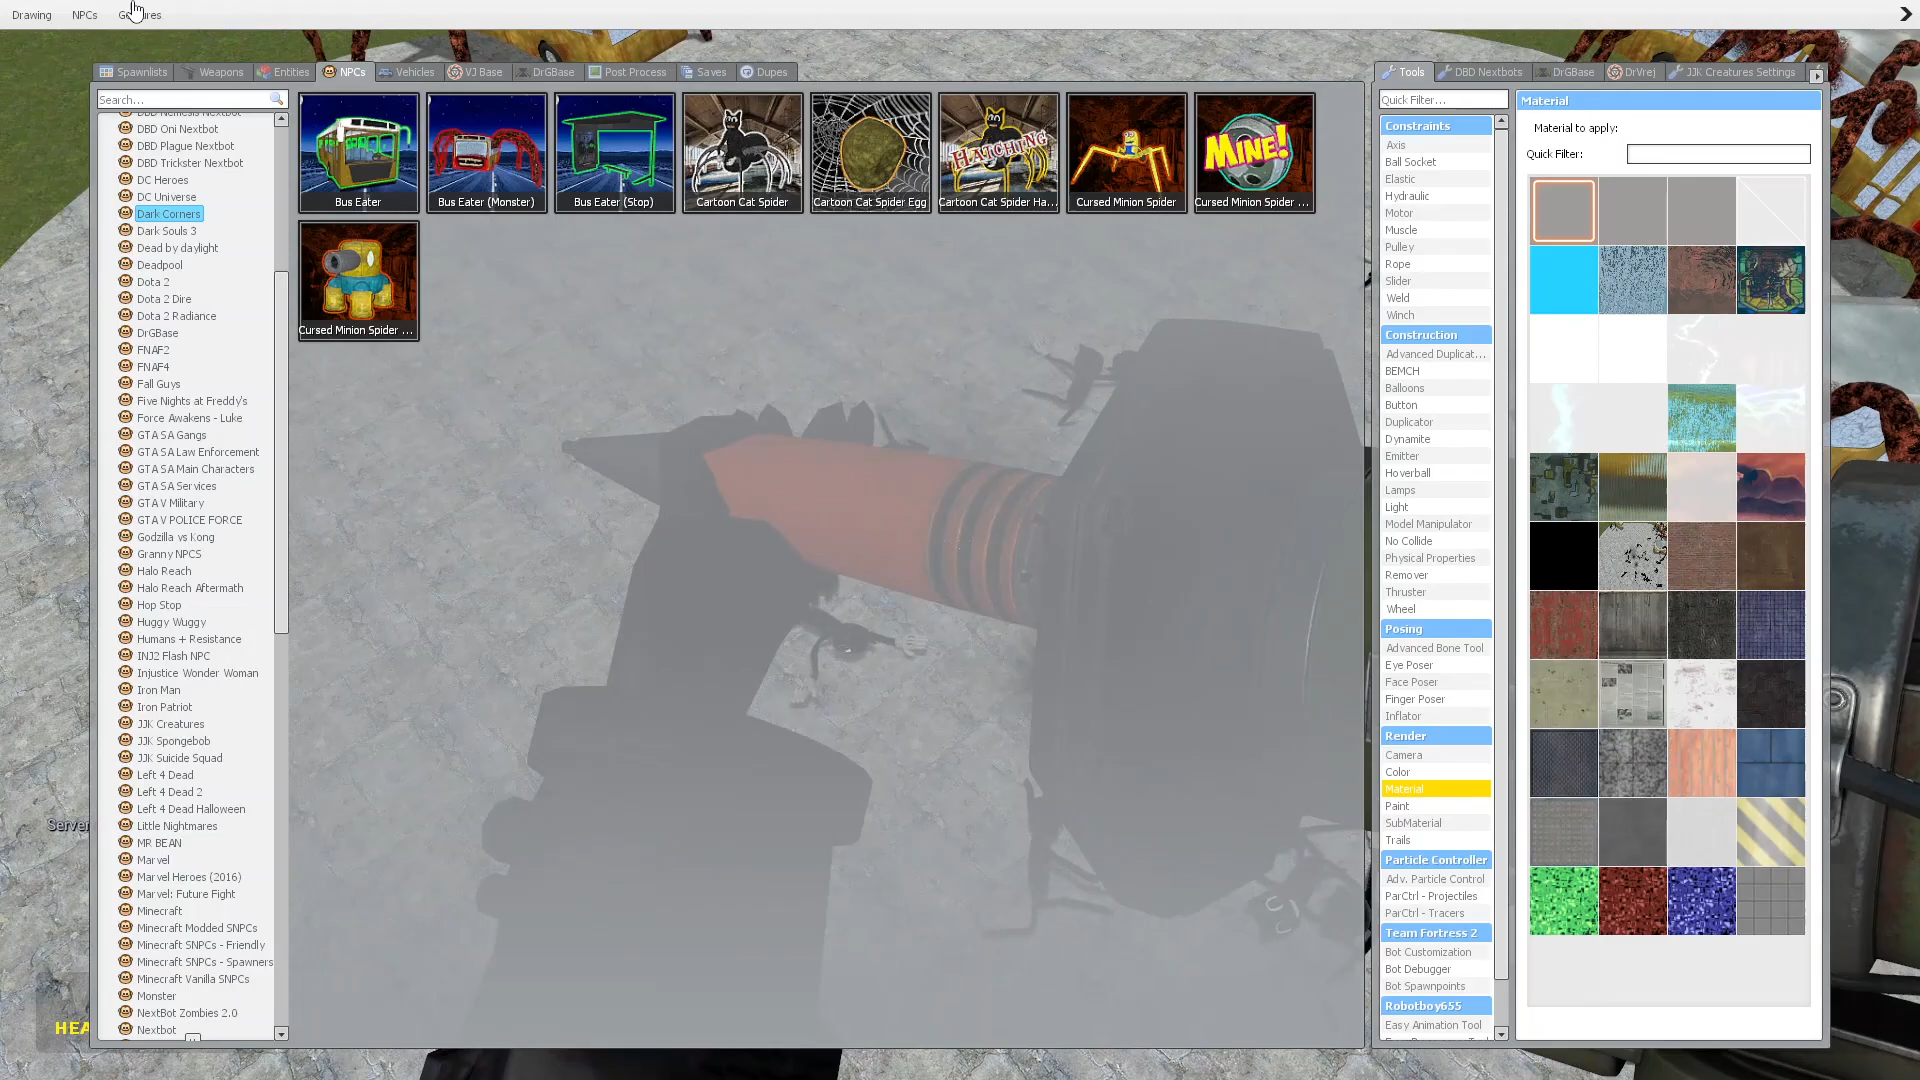 Drawing NPCs
Spawnlists Weapons Entities NPCs Vehicles VJ Base DrGBase Post Process Saves Dupes
Search...
DBD Nemesis Nextbot
DBD Oni Nextbot
DBD Plague Nextbot
DBD Trickster Nextbot
DC Heroes
DC Universe
Dark Corners
Dark Souls 3
Dead by daylight
Deadpool
Dota 2
Dota 2 Dire
Dota 2 Radiance
DrGBase
FNAF2
FNAF4
Fall Guys
Five Nights at Freddy's
Force Awakens - Luke
GTA SA Gangs
GTA SA Law Enforcement
GTA SA Main Characters
GTA SA Services
GTA V Military
GTA V POLICE FORCE
Godzilla vs Kong
Granny NPCS
Halo Reach
Halo Reach Aftermath
Hop Stop
Huggy Wuggy
Humans + Resistance
INJ2 Flash NPC
Injustice Wonder Woman
Iron Man
Iron Patriot
JJK Creatures
JJK Spongebob
JJK Suicide Squad
Left 4 Dead
Left 4 Dead 2
Left 4 Dead Halloween
Little Nightmares
MR BEAN
Marvel
Marvel Heroes (2016)
Marvel: Future Fight
Minecraft
Minecraft Modded SNPCs
Minecraft SNPCs - Friendly
Minecraft SNPCs - Spawners
Minecraft Vanilla SNPCs
Monster
NextBot Zombies 2.0
Nextbot
Server
HEA
Bus Eater
Bus Eater (Monster)
Bus Eater (Stop)
Cartoon Cat Spider
Cartoon Cat Spider Egg
HATCHING
Cartoon Cat Spider Ha...
Cursed Minion Spider
MINE!
Cursed Minion Spider ...
Cursed Minion Spider ...
Tools DBD Nextbots DrGBase DrVrej JJK Creatures Settings
Quick Filter...
Constraints
Axis
Ball Socket
Elastic
Hydraulic
Motor
Muscle
Pulley
Rope
Slider
Weld
Winch
Construction
Advanced Duplicat...
BEMCH
Balloons
Button
Duplicator
Dynamite
Emitter
Hoverball
Lamps
Light
Model Manipulator
No Collide
Physical Properties
Remover
Thruster
Wheel
Posing
Advanced Bone Tool
Eye Poser
Face Poser
Finger Poser
Inflator
Render
Camera
Color
Material
Paint
SubMaterial
Trails
Particle Controller
Adv. Particle Control
ParCtrl - Projectiles
ParCtrl - Tracers
Team Fortress 2
Bot Customization
Bot Debugger
Bot Spawnpoints
Robotboy655
Easy Animation Tool
Material
Material to apply:
Quick Filter: